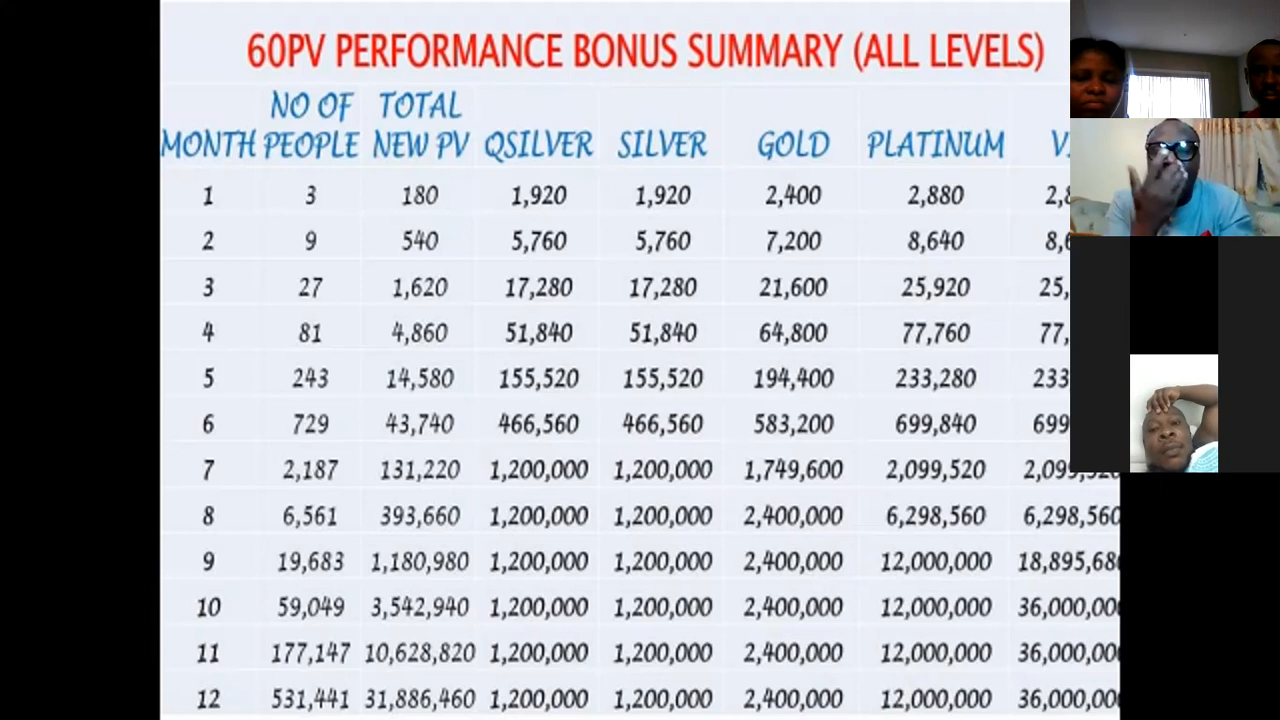 60PV PERFORMANCE BONUS SUMMARY (ALL LEVELS)
NO OF TOTAL
MONTH PEOPLE NEW PV QSILVER SILVER GOLD PLATINUM
1 3 180 1,920 1,920 2,400 2,880
2 9 540 5,760 5,760 7,200 8,640
3 27 1,620 17,280 17,280 21,600 25,920
4 81 4,860 51,840 51,840 64,800 77,760
5 243 14,580 155,520 155,520 194,400 233,280
6 729 43,740 466,560 466,560 583,200 699,840
7 2,187 131,220 1,200,000 1,200,000 1,749,600 2,099,520
8 6,561 393,660 1,200,000 1,200,000 2,400,000 6,298,560 6,298,560
9 19,683 1,180,980 1,200,000 1,200,000 2,400,000 12,000,000
10 59,049 3,542,940 1,200,000 1,200,000 2,400,000 12,000,000
11 177,147 10,628,820 1,200,000 1,200,000 2,400,000 12,000,000
12 531,441 31,886,460 1,200,000 1,200,000 2,400,000 12,000,000